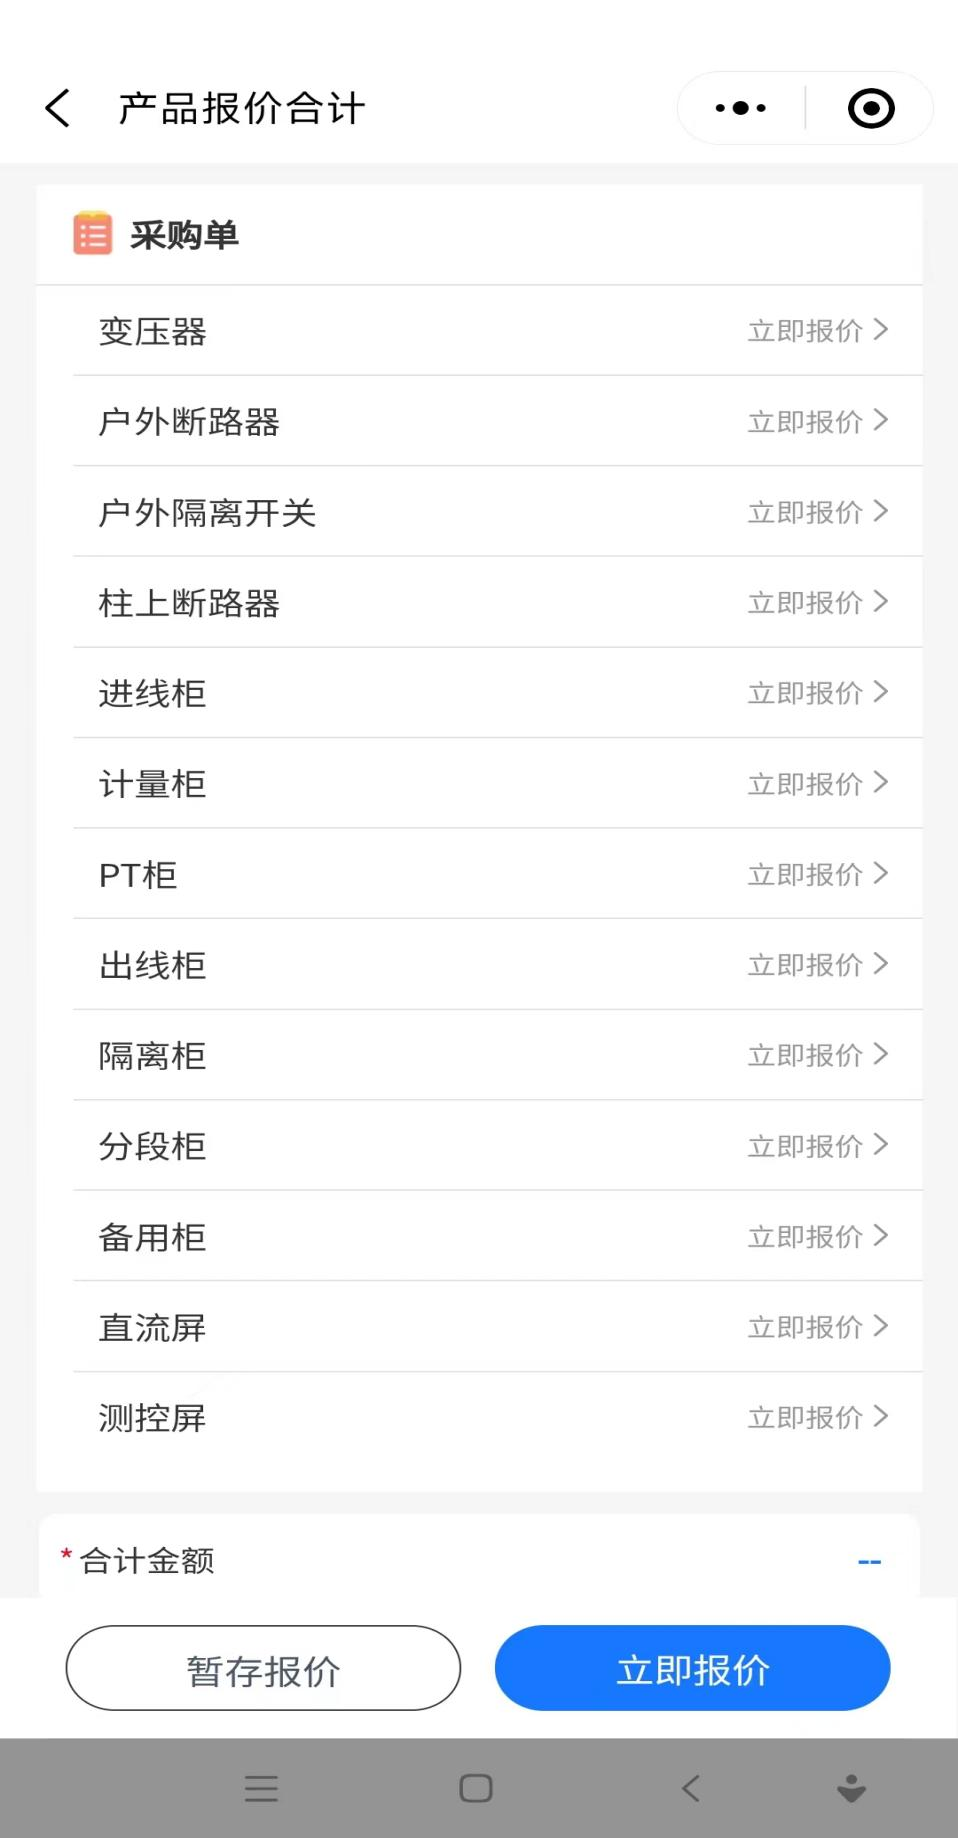 产品报价合计
采购单
变压器 立即报价
户外断路器 立即报价
户外隔离开关 立即报价
柱上断路器 立即报价
进线柜 立即报价
计量柜 立即报价
PT柜 立即报价
出线柜 立即报价
隔离柜 立即报价
分段柜 立即报价
备用柜 立即报价
直流屏 立即报价
测控屏 立即报价
*合计金额 --
暂存报价 立即报价